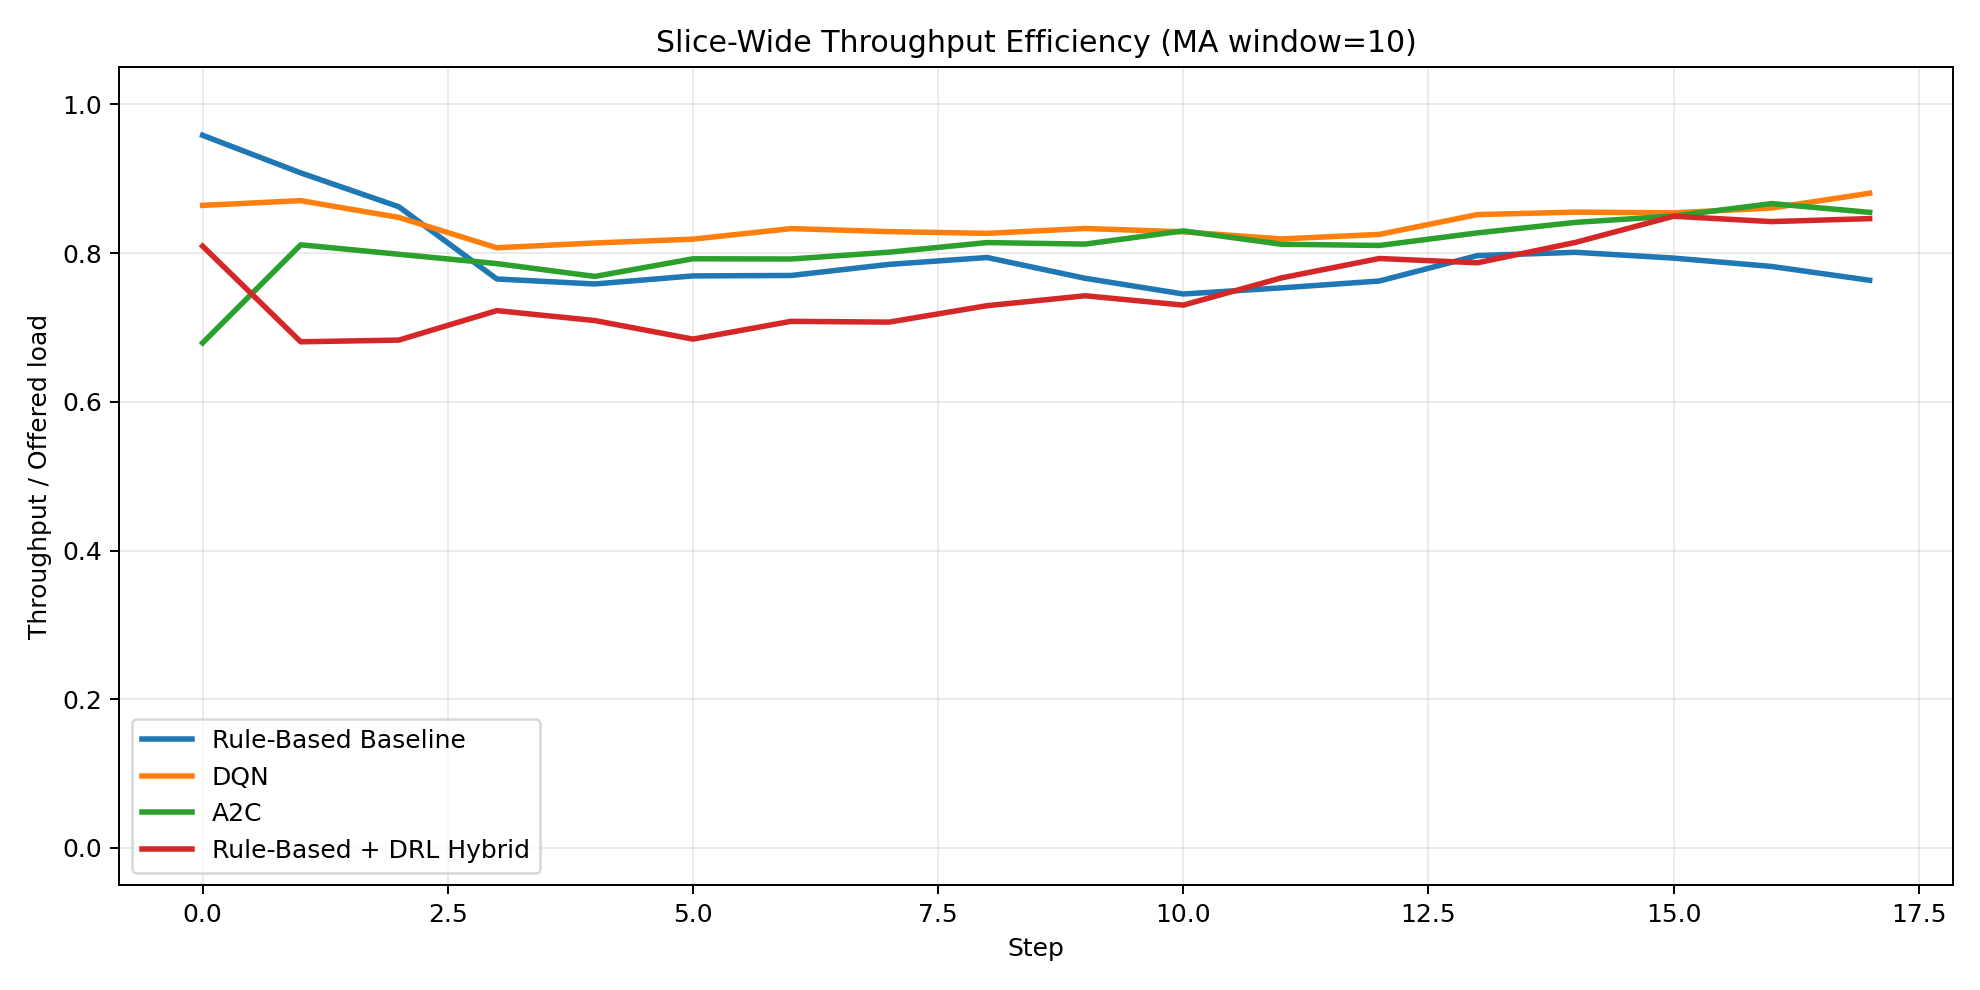 Slice-Wide Throughput Efficiency (MA window=10)
Throughput / Offered load
1.0
0.8
0.6
0.4
0.2
0.0
Rule-Based Baseline
DQN
A2C
Rule-Based + DRL Hybrid
0.0 2.5 5.0 7.5 10.0 12.5 15.0 17.5
Step